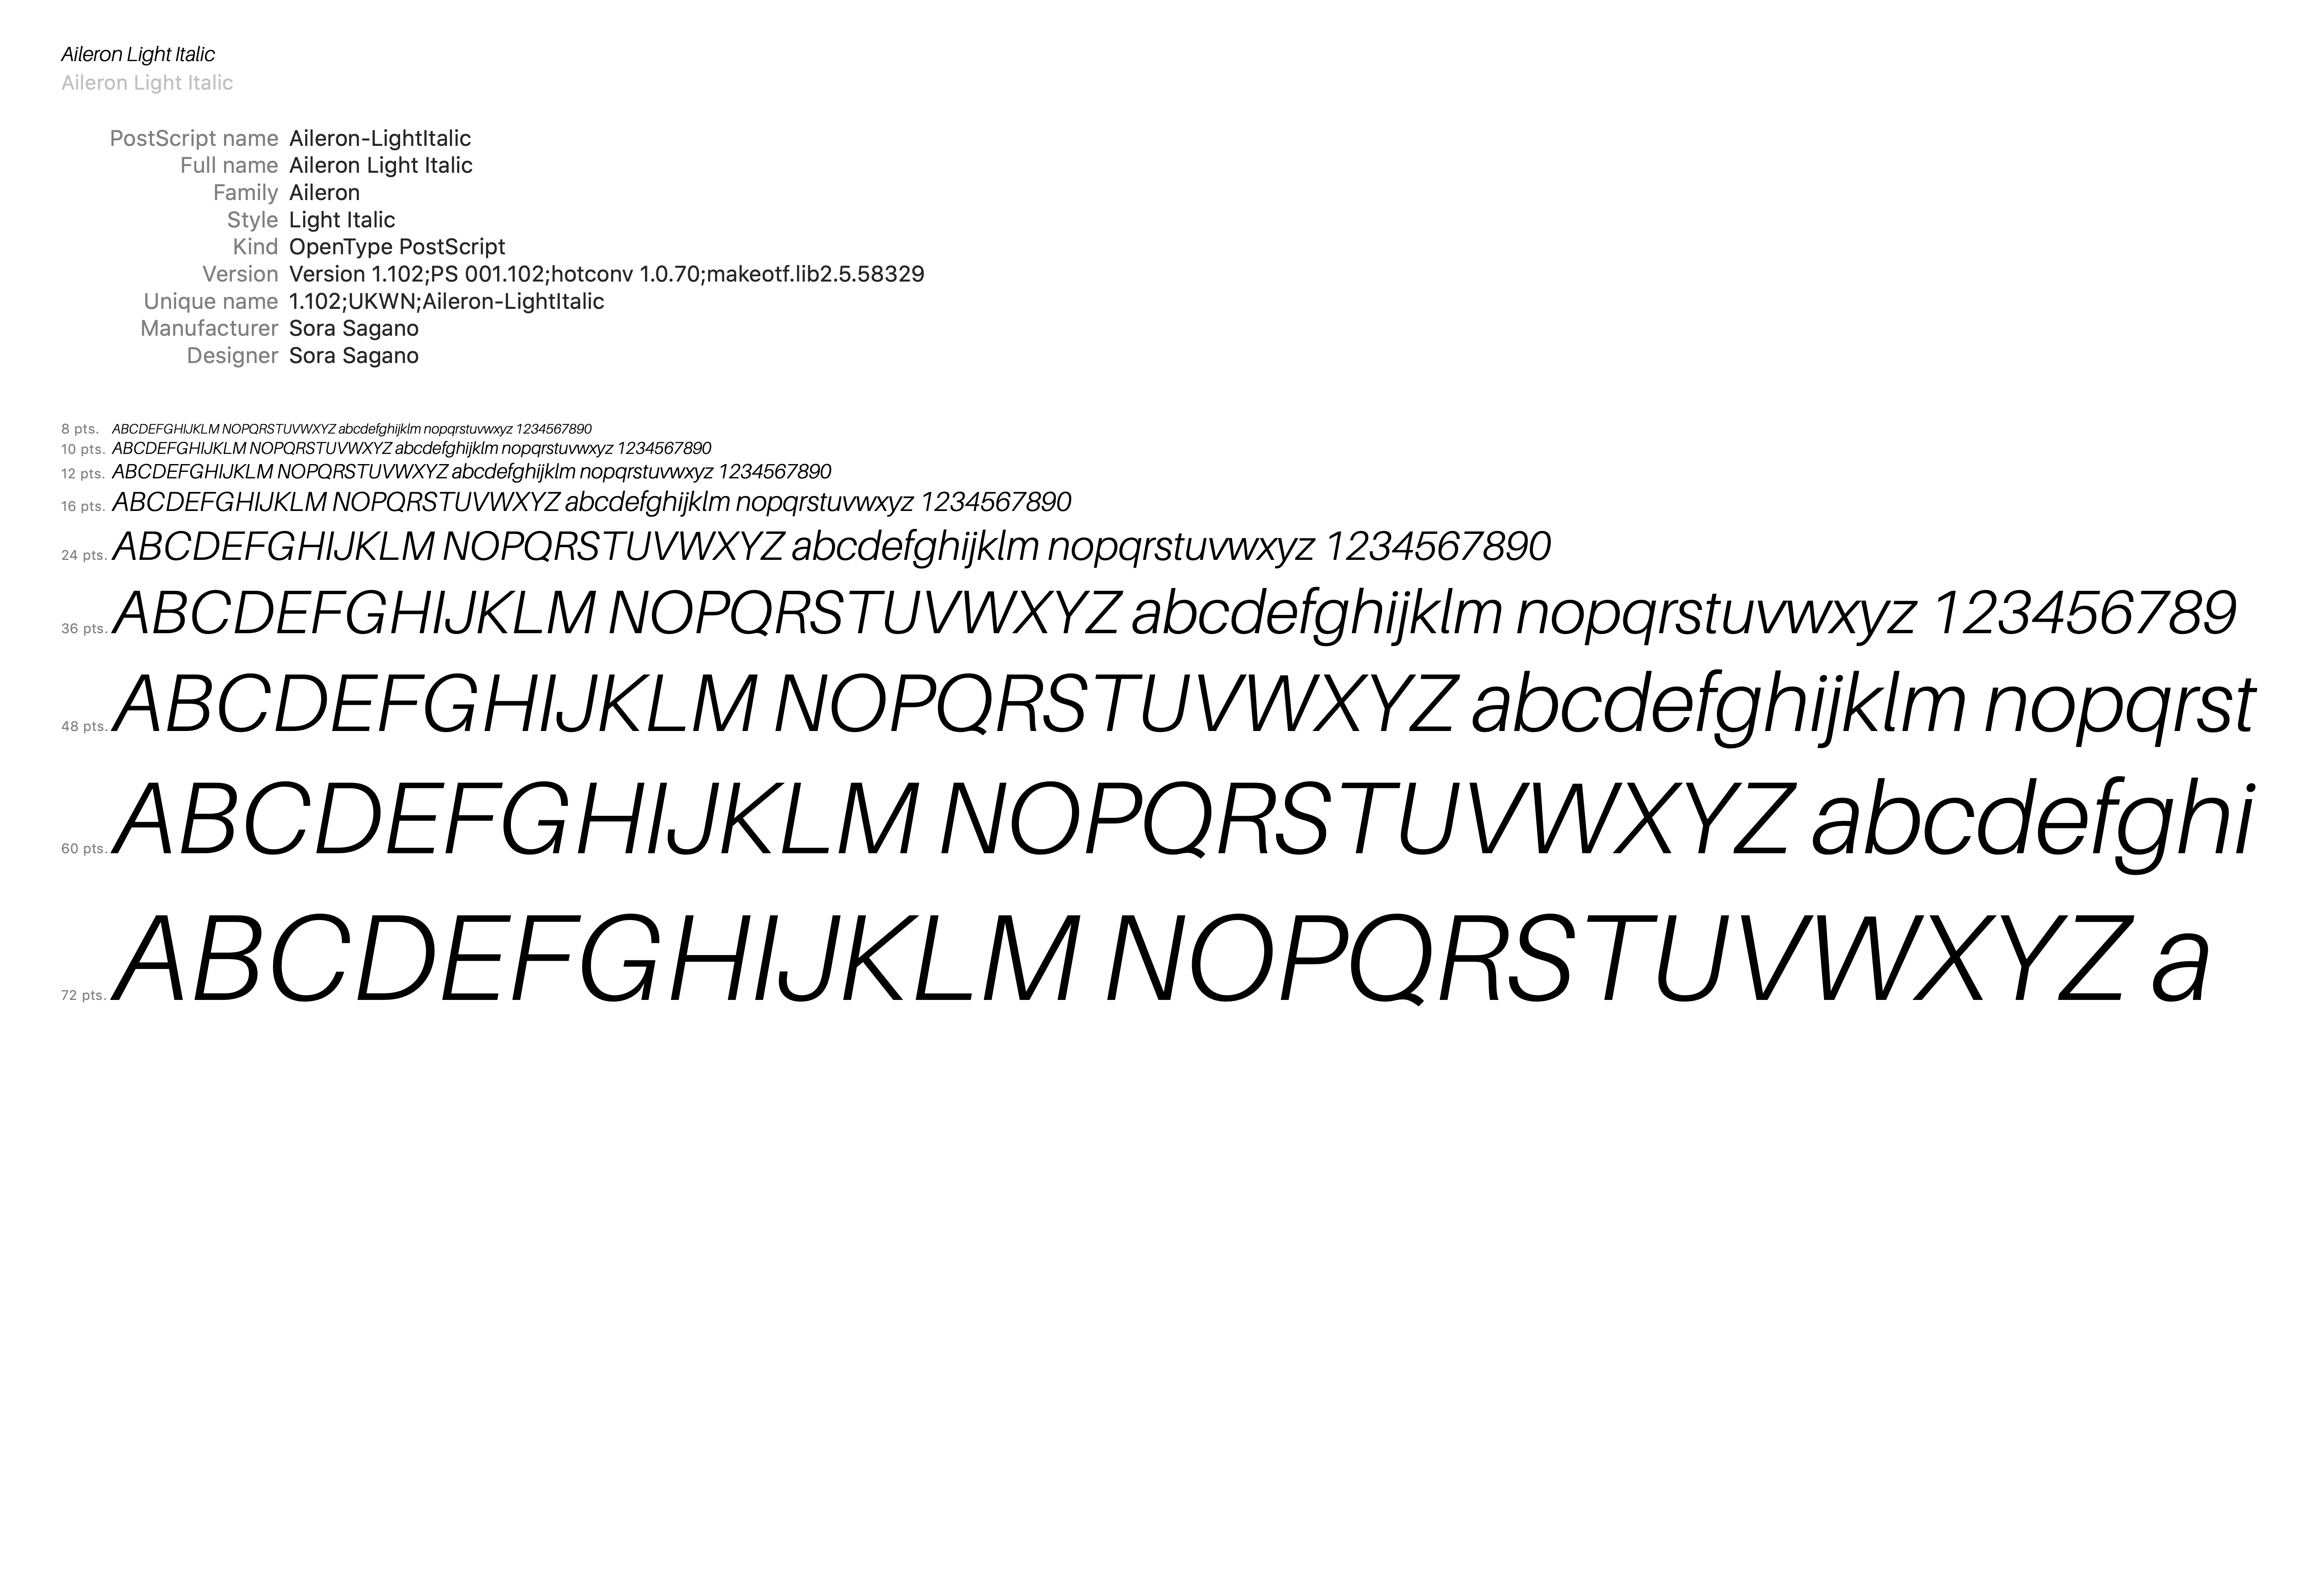 Aileron Light Italic
Aileron Light Italic
PostScript name Aileron-LightItalic
Full name Aileron Light Italic
Family Aileron
Style Light Italic
Kind OpenType PostScript
Version Version 1.102;PS 001.102;hotconv 1.0.70;makeotf.lib2.5.58329
Unique name 1.102;UKWN;Aileron-LightItalic
Manufacturer Sora Sagano
Designer Sora Sagano
8 pts. ABCDEFGHIJKLM NOPQRSTUVWXYZ abcdefghijklm nopqrstuvwxyz 1234567890
10 pts. ABCDEFGHIJKLM NOPQRSTUVWXYZ abcdefghijklm nopqrstuvwxyz 1234567890
12 pts. ABCDEFGHIJKLM NOPQRSTUVWXYZ abcdefghijklm nopqrstuvwxyz 1234567890
16 pts. ABCDEFGHIJKLM NOPQRSTUVWXYZ abcdefghijklm nopqrstuvwxyz 1234567890
24 pts. ABCDEFGHIJKLM NOPQRSTUVWXYZ abcdefghijklm nopqrstuvwxyz 1234567890
36 pts. ABCDEFGHIJKLM NOPQRSTUVWXYZ abcdefghijklm nopqrstuvwxyz 123456789
48 pts. ABCDEFGHIJKLM NOPQRSTUVWXYZ abcdefghijklm nopqrst
60 pts. ABCDEFGHIJKLM NOPQRSTUVWXYZ abcdefghi
72 pts. ABCDEFGHIJKLM NOPQRSTUVWXYZ a